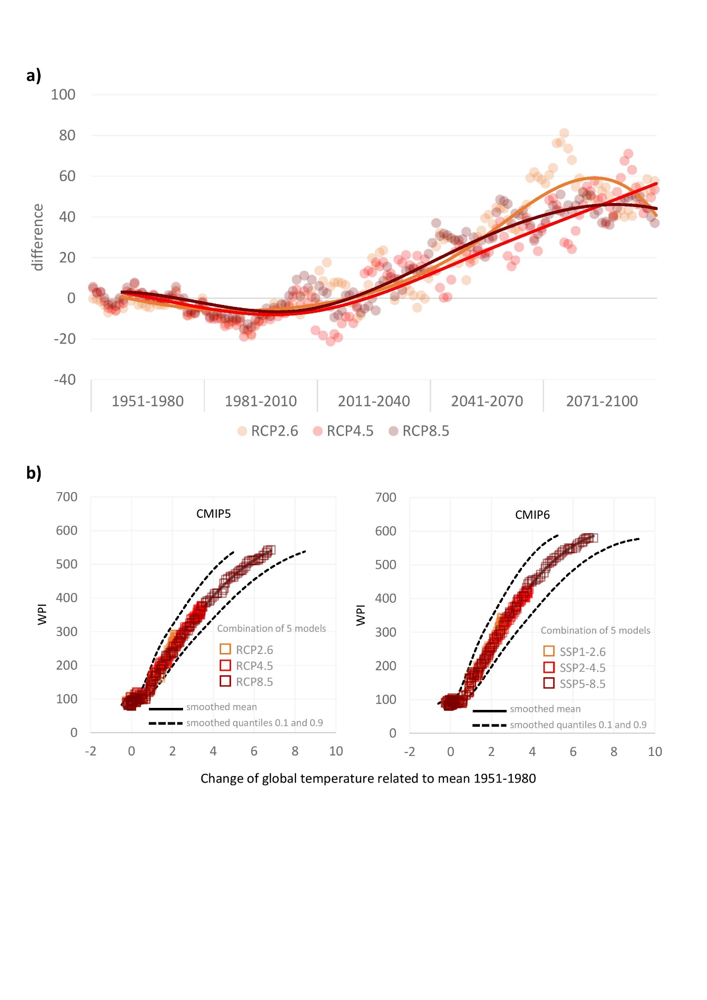 a)
100
80
60
40
20
0
-20
-40
difference
1951-1980 1981-2010 2011-2040 2041-2070 2071-2100
RCP2.6 RCP4.5 RCP8.5
b)
700
600
500
400
300
200
100
0
WPI
CMIP5
Combination of 5 models
RCP2.6
RCP4.5
RCP8.5
smoothed mean
smoothed quantiles 0.1 and 0.9
-2 0 2 4 6 8 10
700
600
500
400
300
200
100
0
WPI
CMIP6
Combination of 5 models
SSP1-2.6
SSP2-4.5
SSP5-8.5
smoothed mean
smoothed quantiles 0.1 and 0.9
-2 0 2 4 6 8 10
Change of global temperature related to mean 1951-1980